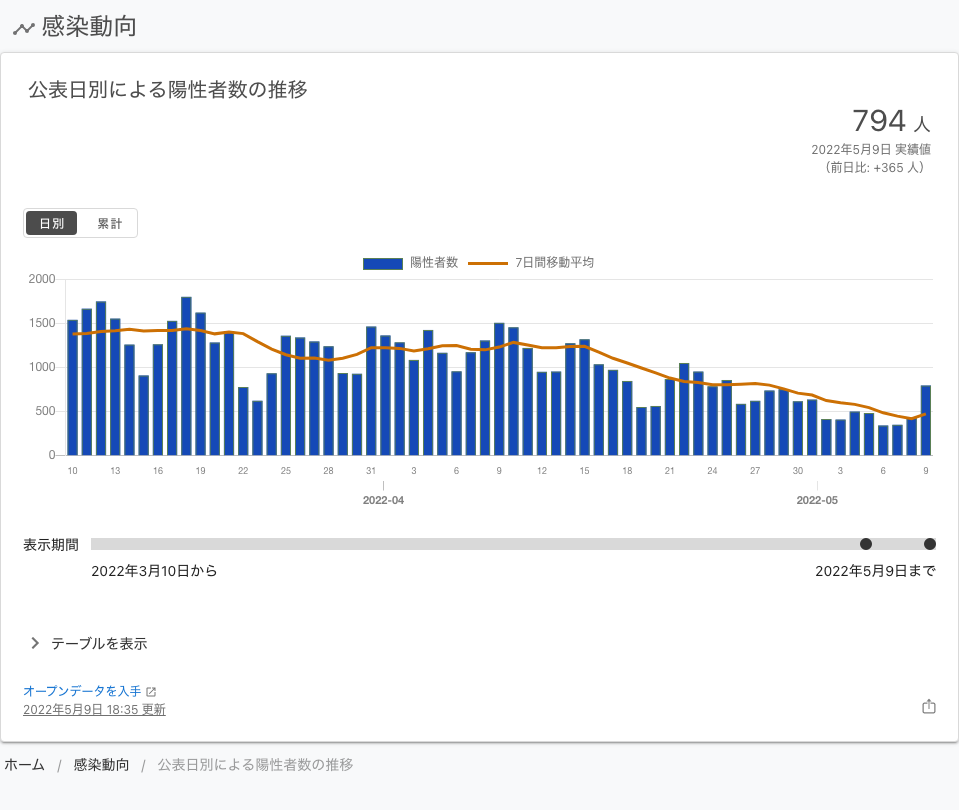 感染動向
公表日別による陽性者数の推移
794 人
2022年5月9日 実績値
（前日比: +365 人）
日別 累計
陽性者数 7日間移動平均
2000
1500
1000
500
0
10 13 16 19 22 25 28 31 3 6 9 12 15 18 21 24 27 30 3 6 9
2022-04 2022-05
表示期間
2022年3月10日から 2022年5月9日まで
テーブルを表示
オープンデータを入手
2022年5月9日 18:35 更新
ホーム / 感染動向 / 公表日別による陽性者数の推移